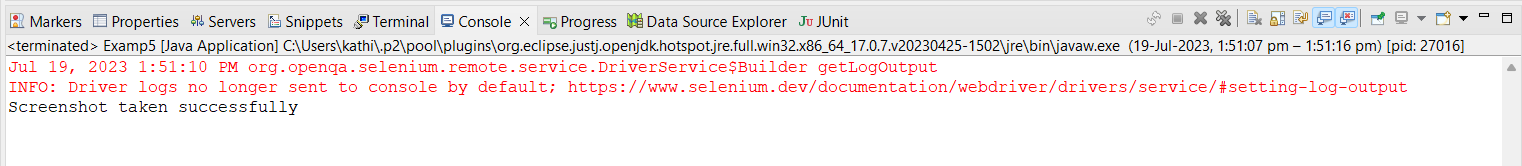 Markers Properties Servers Snippets Terminal Console Progress Data Source Explorer JUnit
<terminated> Examp5 [Java Application] C:\Users\kathi\.p2\pool\plugins\org.eclipse.justj.openjdk.hotspot.jre.full.win32.x86_64_17.0.7.v20230425-1502\jre\bin\javaw.exe (19-Jul-2023, 1:51:07 pm – 1:51:16 pm) [pid: 27016]
Jul 19, 2023 1:51:10 PM org.openqa.selenium.remote.service.DriverService$Builder getLogOutput
INFO: Driver logs no longer sent to console by default; https://www.selenium.dev/documentation/webdriver/drivers/service/#setting-log-output
Screenshot taken successfully